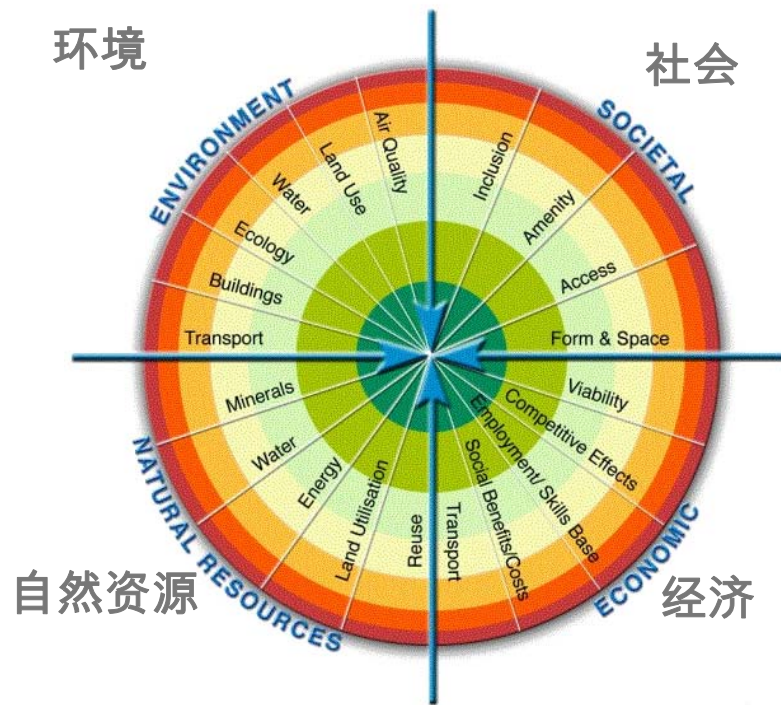 环境
社会
ENVIRONMENT
SOCIETAL
Air Quality
Land Use
Water
Ecology
Buildings
Transport
Inclusion
Amenity
Access
Form & Space
Minerals
Water
Energy
Land Utilisation
Reuse
Viability
Competitive Effects
Employment/ Skills Base
Social Benefits/Costs
Transport
NATURAL RESOURCES
ECONOMIC
自然资源
经济